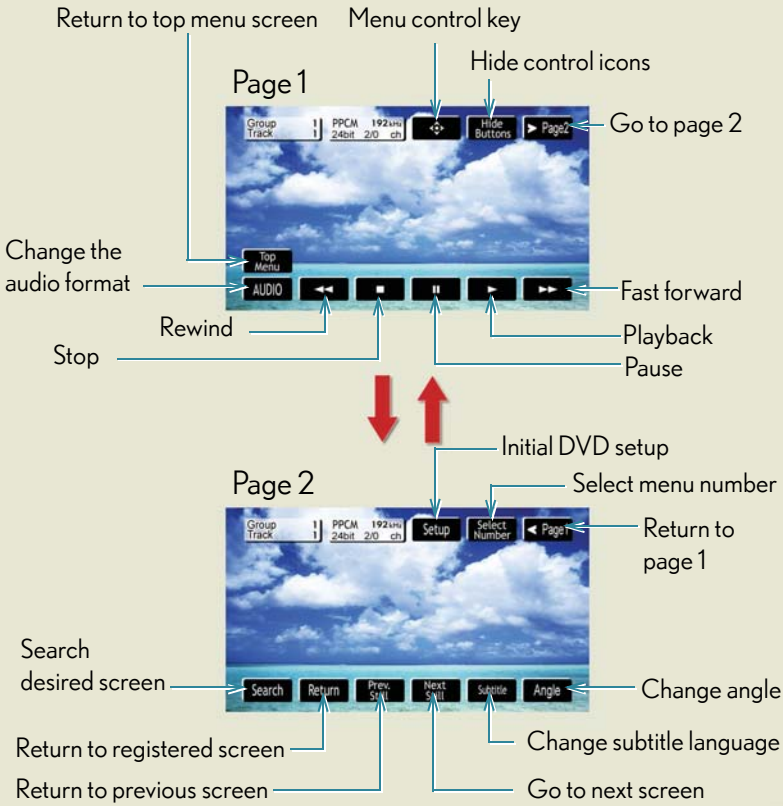 Return to top menu screen
Menu control key
Hide control icons
Page 1
Group 1
Track 1
PPCM 192kHz
24bit 2/0 ch
Hide
Buttons
Page2
Go to page 2
Change the
audio format
Top
Menu
AUDIO
Rewind
Stop
Fast forward
Playback
Pause
Initial DVD setup
Page 2
Select menu number
Group 1
Track 1
PPCM 192kHz
24bit 2/0 ch
Setup
Select
Number
Page1
Return to
page 1
Search
desired screen
Search
Return
Prev.
Still
Next
Still
Subtitle
Angle
Change angle
Return to registered screen
Change subtitle language
Return to previous screen
Go to next screen